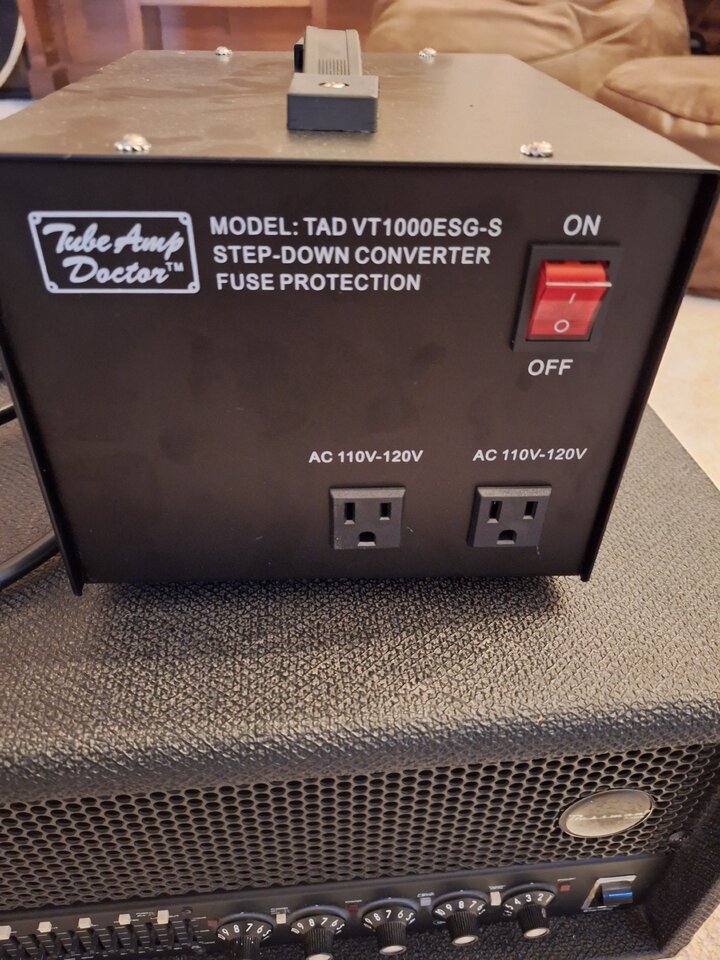 Tube Amp
Doctor™
MODEL: TAD VT1000ESG-S
STEP-DOWN CONVERTER
FUSE PROTECTION
ON
OFF
AC 110V-120V
AC 110V-120V